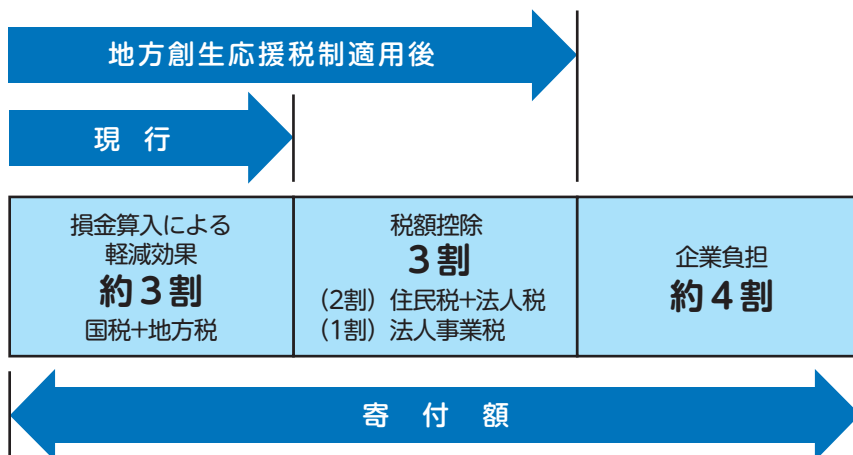 地方創生応援税制適用後
現 行
損金算入による
軽減効果
約3割
国税+地方税
税額控除
3割
(2割) 住民税+法人税
(1割) 法人事業税
企業負担
約4割
寄 付 額